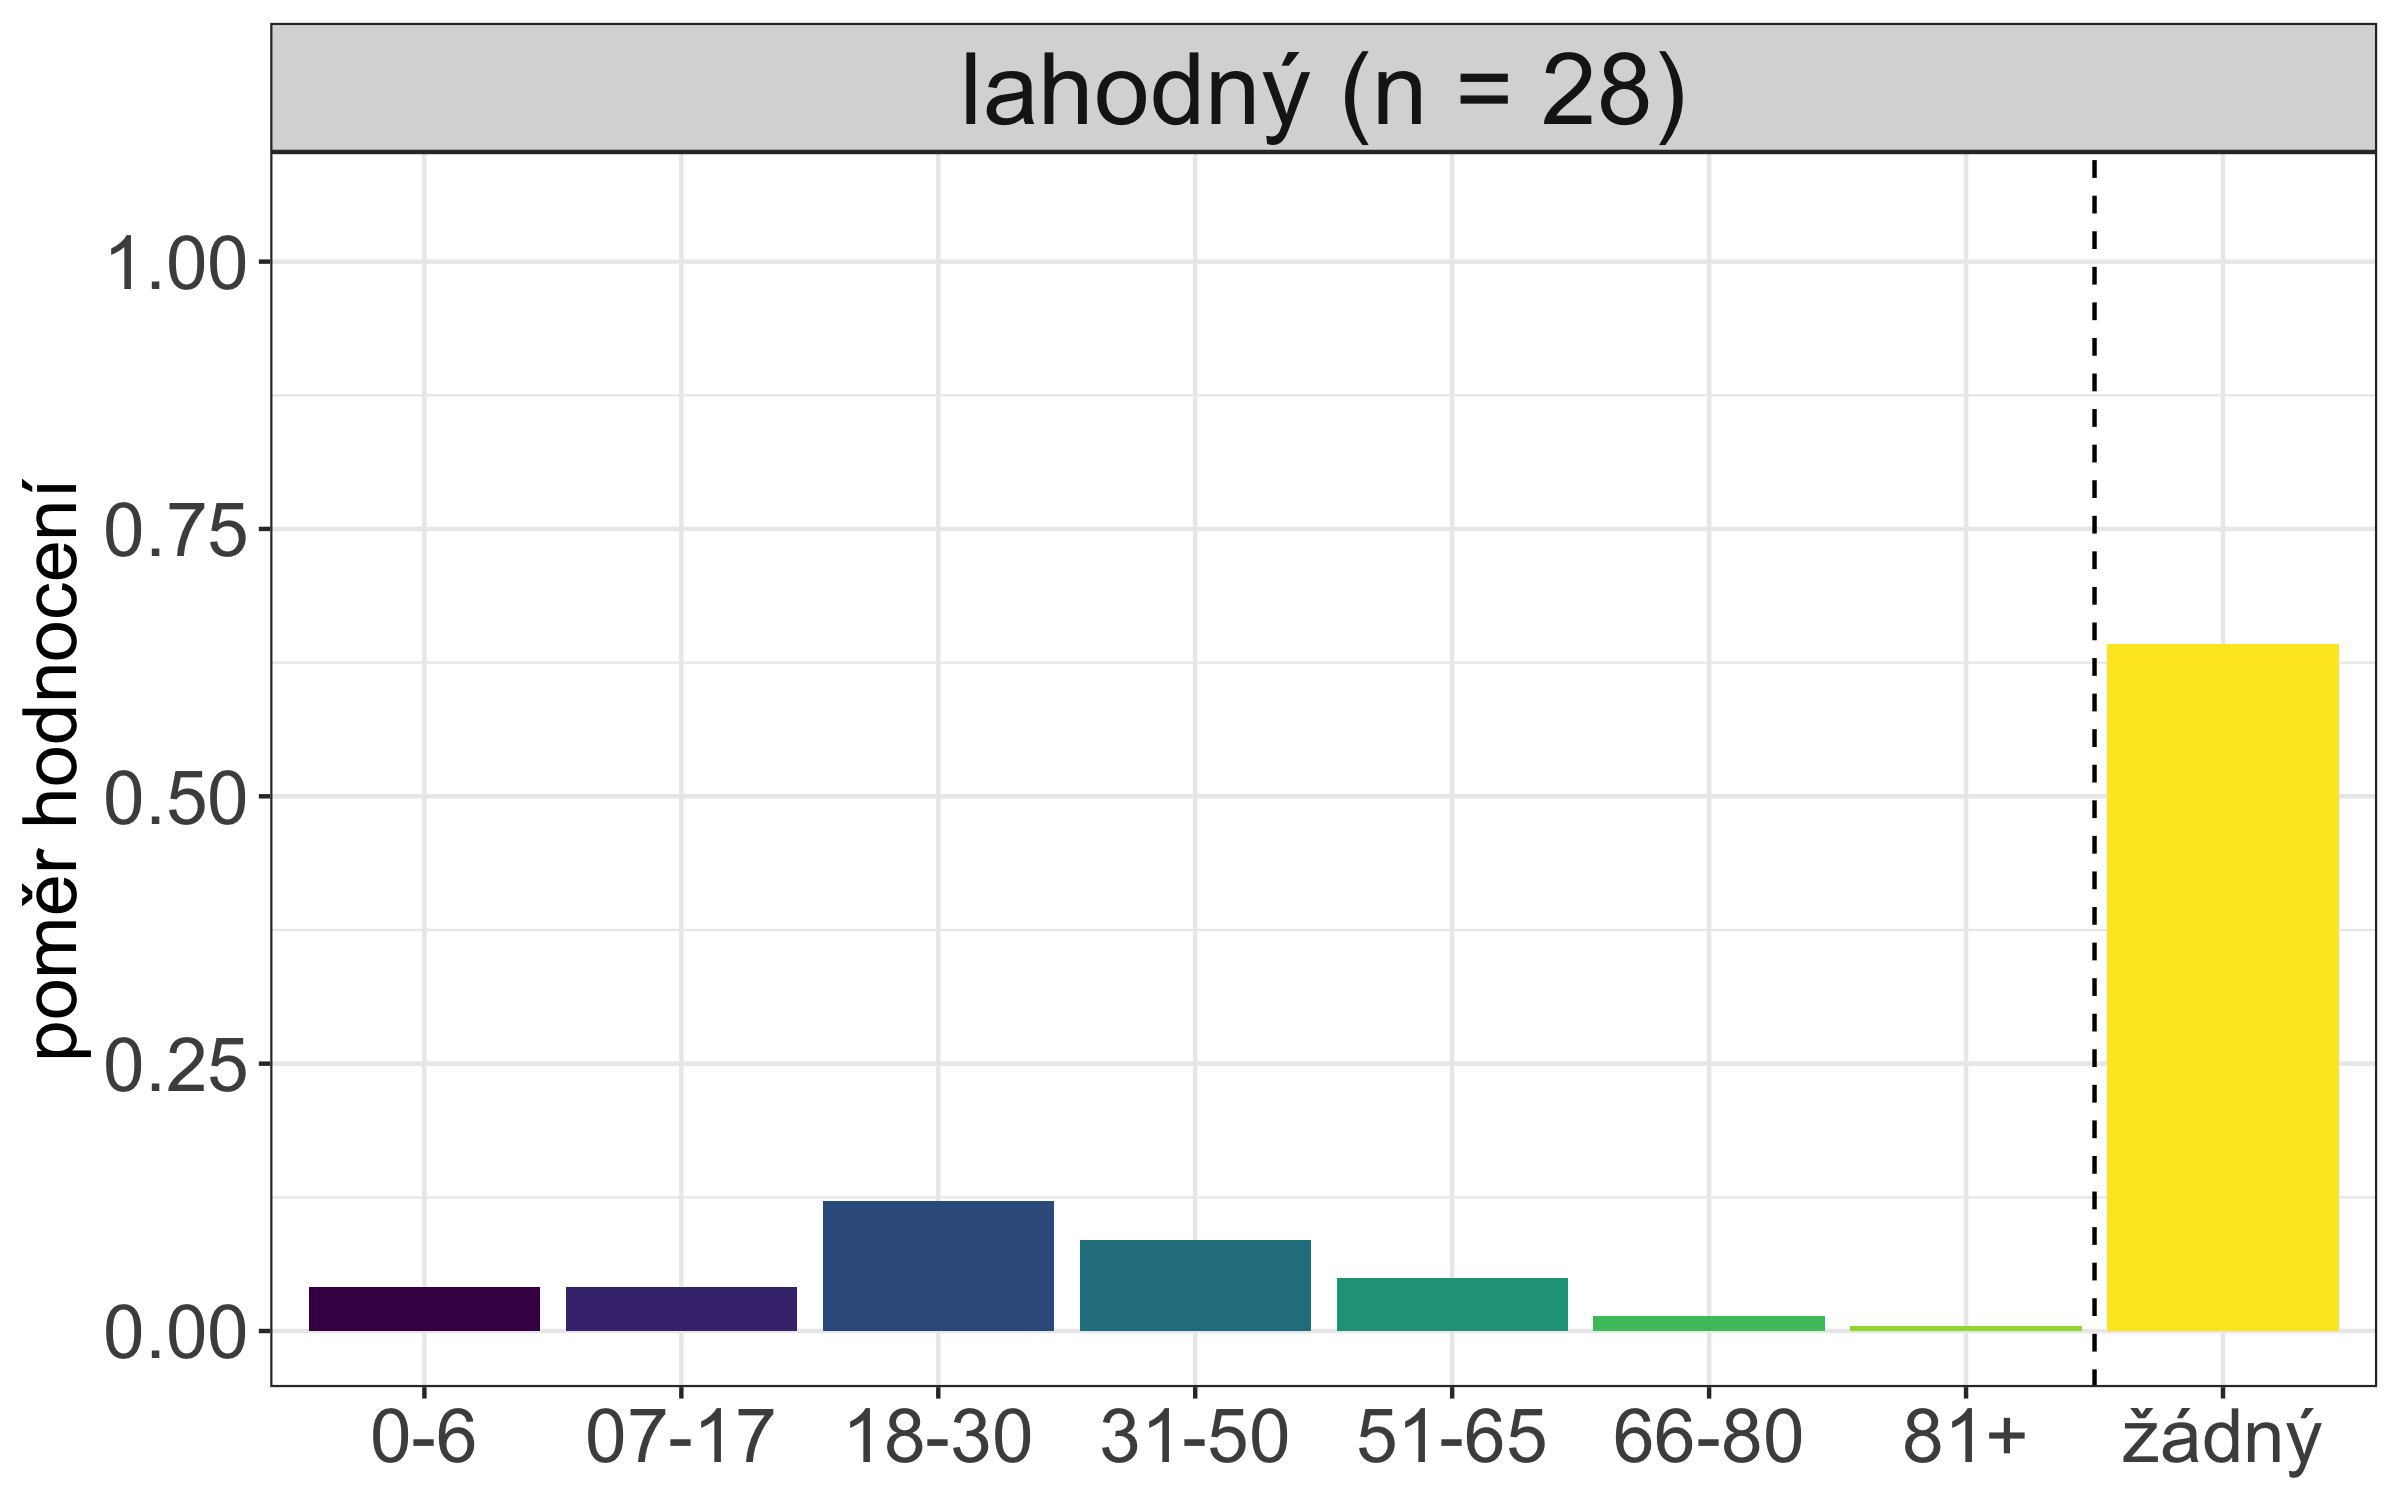 lahodný (n = 28)
poměr hodnocení
1.00
0.75
0.50
0.25
0.00
0-6 07-17 18-30 31-50 51-65 66-80 81+ žádný